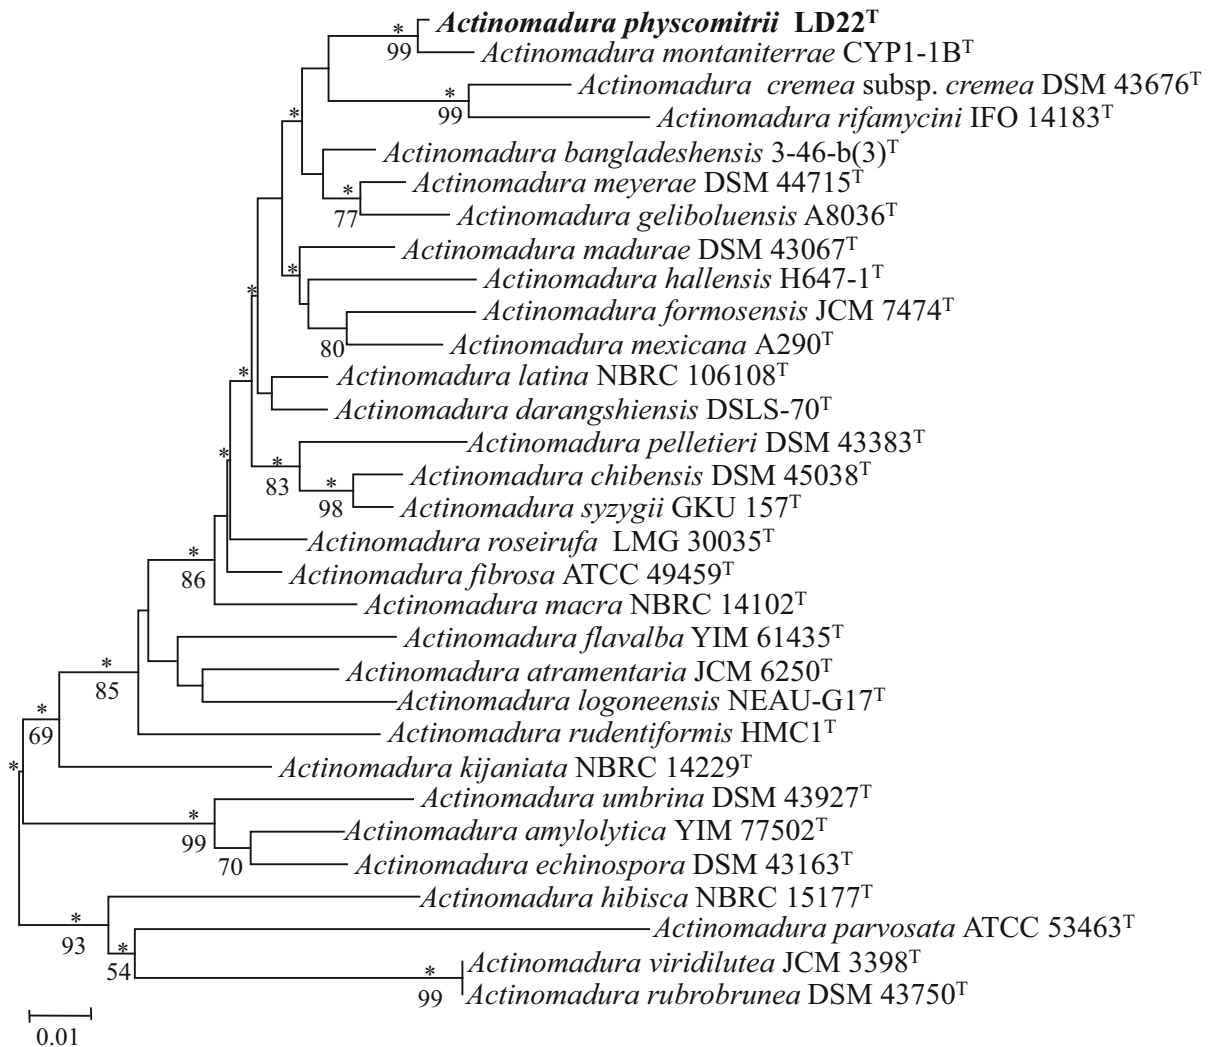 Actinomadura physcomitrii LD22ᵀ
*
99
Actinomadura montaniterrae CYP1-1Bᵀ
Actinomadura cremea subsp. cremea DSM 43676ᵀ
*
99
Actinomadura rifamycini IFO 14183ᵀ
*
Actinomadura bangladeshensis 3-46-b(3)ᵀ
Actinomadura meyerae DSM 44715ᵀ
*
77
Actinomadura geliboluensis A8036ᵀ
Actinomadura madurae DSM 43067ᵀ
*
Actinomadura hallensis H647-1ᵀ
*
Actinomadura formosensis JCM 7474ᵀ
80
Actinomadura mexicana A290ᵀ
*
Actinomadura latina NBRC 106108ᵀ
Actinomadura darangshiensis DSLS-70ᵀ
Actinomadura pelletieri DSM 43383ᵀ
*
*
83
Actinomadura chibensis DSM 45038ᵀ
*
98
Actinomadura syzygii GKU 157ᵀ
Actinomadura roseirufa LMG 30035ᵀ
*
86
Actinomadura fibrosa ATCC 49459ᵀ
Actinomadura macra NBRC 14102ᵀ
Actinomadura flavalba YIM 61435ᵀ
*
85
Actinomadura atramentaria JCM 6250ᵀ
Actinomadura logoneensis NEAU-G17ᵀ
*
69
Actinomadura rudentiformis HMC1ᵀ
*
Actinomadura kijaniata NBRC 14229ᵀ
Actinomadura umbrina DSM 43927ᵀ
*
99
Actinomadura amylolytica YIM 77502ᵀ
70
Actinomadura echinospora DSM 43163ᵀ
Actinomadura hibisca NBRC 15177ᵀ
*
93
Actinomadura parvosata ATCC 53463ᵀ
*
54
Actinomadura viridilutea JCM 3398ᵀ
*
99
Actinomadura rubrobrunea DSM 43750ᵀ
0.01